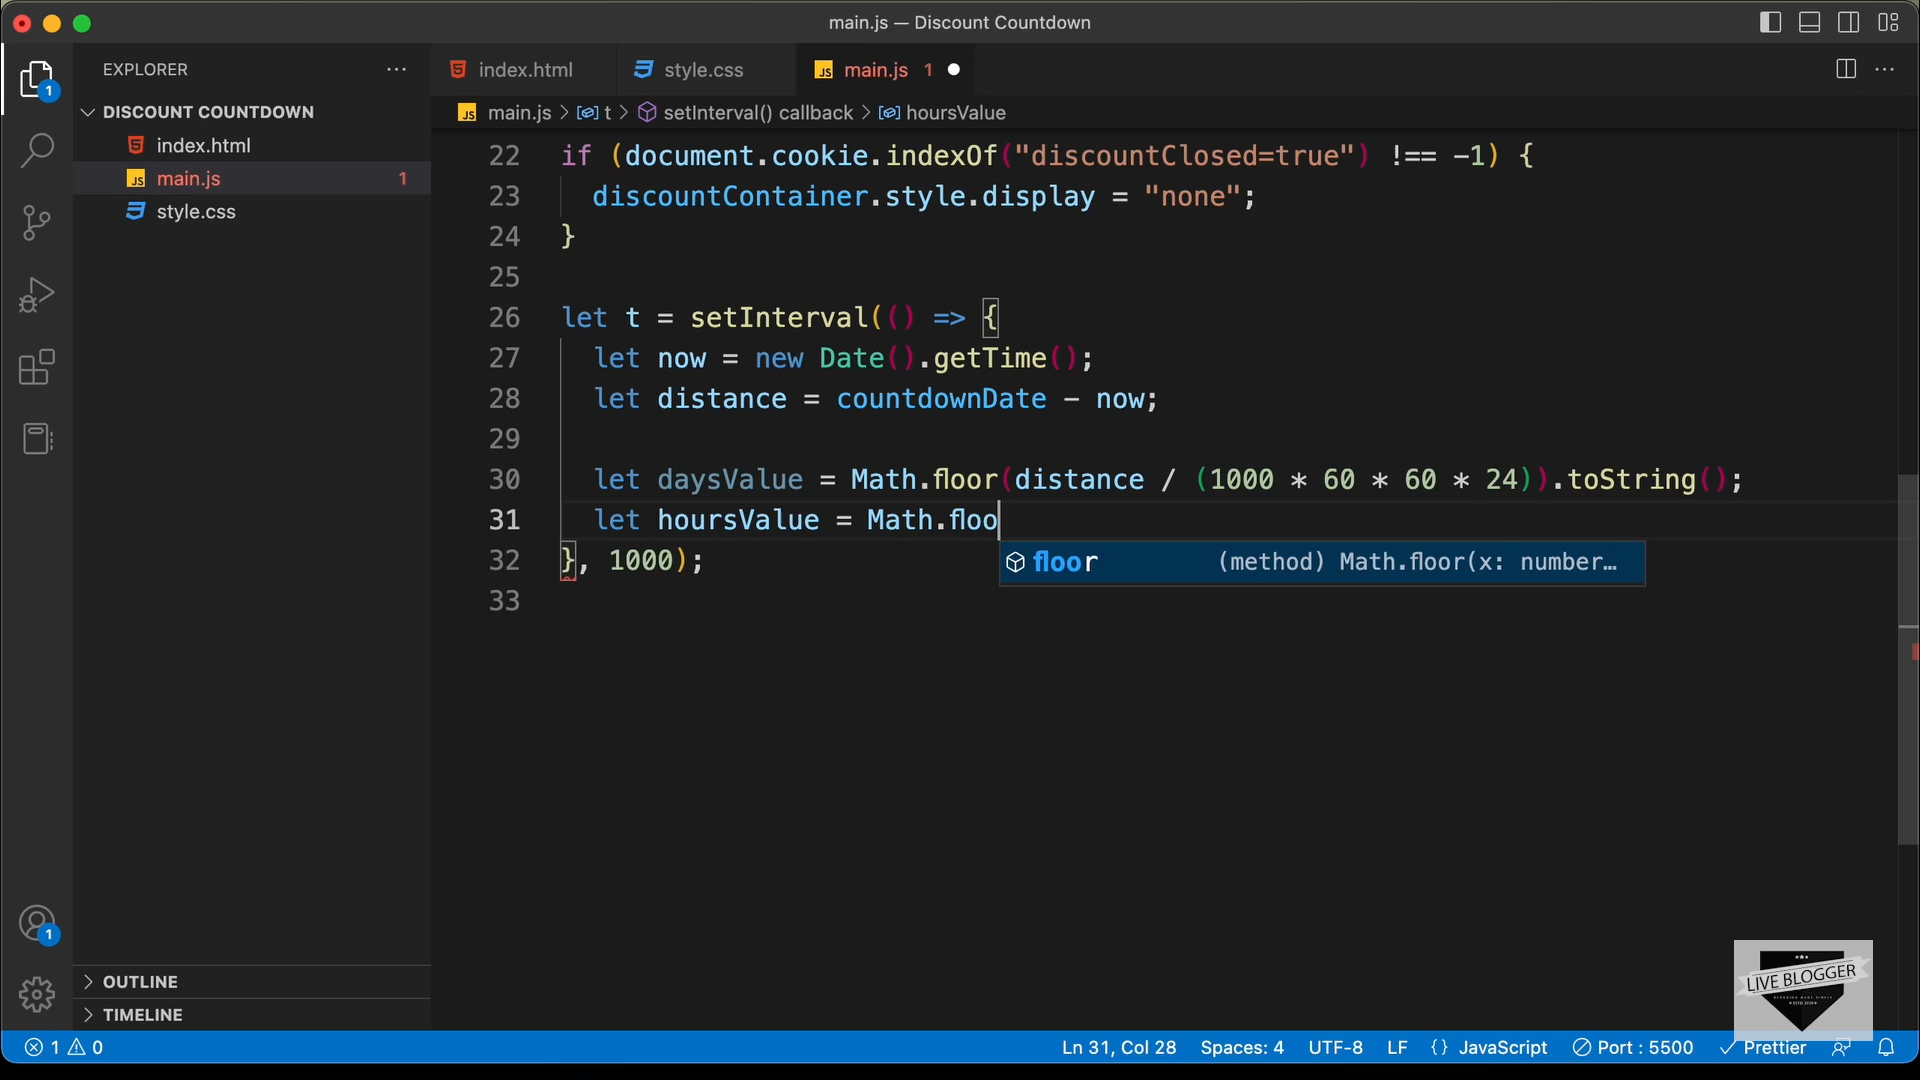 main.js — Discount Countdown
EXPLORER
index.html
style.css
main.js 1
DISCOUNT COUNTDOWN
main.js
t
setInterval() callback
hoursValue
index.html
main.js 1
style.css
22 if (document.cookie.indexOf("discountClosed=true") !== -1) {
23 discountContainer.style.display = "none";
24 }
25
26 let t = setInterval(() => {
27 let now = new Date().getTime();
28 let distance = countdownDate - now;
29
30 let daysValue = Math.floor(distance / (1000 * 60 * 60 * 24)).toString();
31 let hoursValue = Math.floo
floor (method) Math.floor(x: number…
32 }, 1000);
33
1
1
OUTLINE
TIMELINE
LIVE BLOGGER
1 0
Ln 31, Col 28
Spaces: 4
UTF-8
LF
{} JavaScript
Port : 5500
Prettier